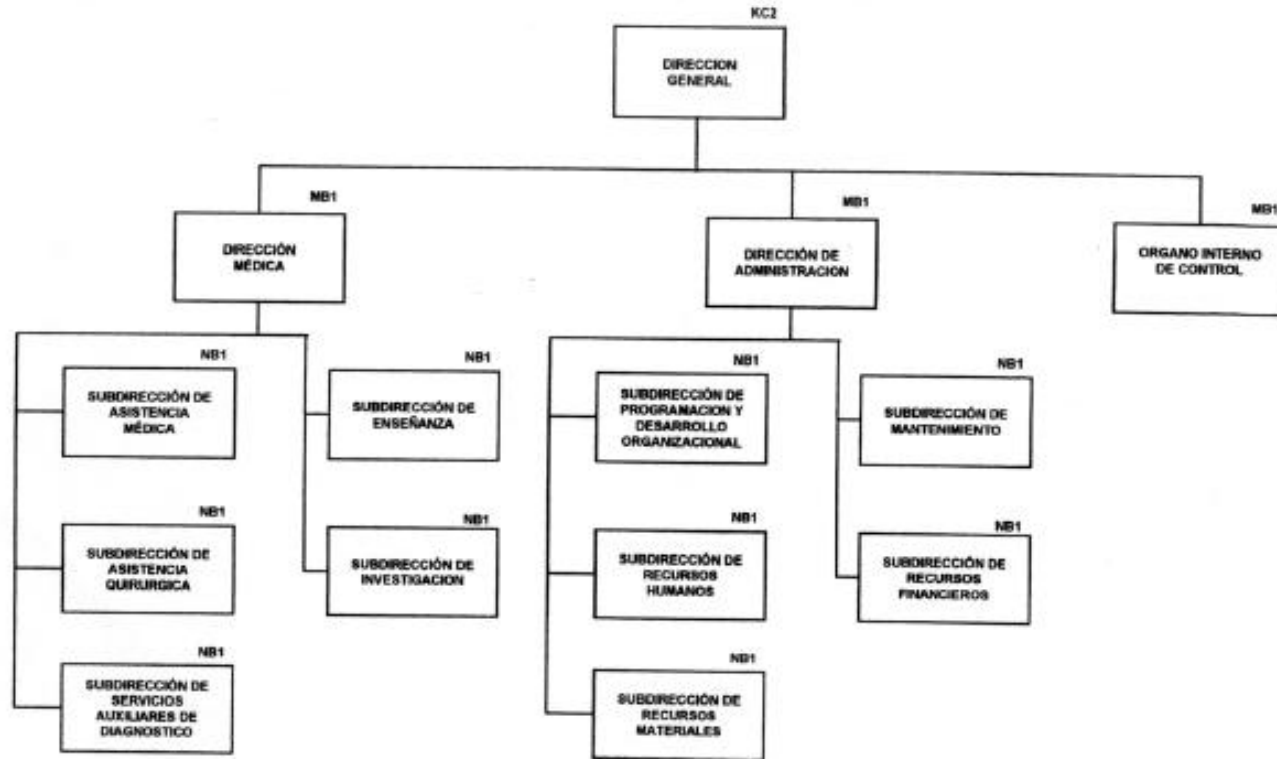 KC2
DIRECCION
GENERAL
MB1
DIRECCIÓN
MÉDICA
MB1
DIRECCIÓN DE
ADMINISTRACION
MB1
ORGANO INTERNO
DE CONTROL
NB1
SUBDIRECCIÓN DE
ASISTENCIA
MÉDICA
NB1
SUBDIRECCIÓN DE
ENSEÑANZA
NB1
SUBDIRECCIÓN DE
PROGRAMACION Y
DESARROLLO
ORGANIZACIONAL
NB1
SUBDIRECCIÓN DE
MANTENIMIENTO
NB1
SUBDIRECCIÓN DE
ASISTENCIA
QUIRURGICA
NB1
SUBDIRECCIÓN DE
INVESTIGACION
NB1
SUBDIRECCIÓN DE
RECURSOS
HUMANOS
NB1
SUBDIRECCIÓN DE
RECURSOS
FINANCIEROS
NB1
SUBDIRECCIÓN DE
SERVICIOS
AUXILIARES DE
DIAGNOSTICO
NB1
SUBDIRECCIÓN DE
RECURSOS
MATERIALES